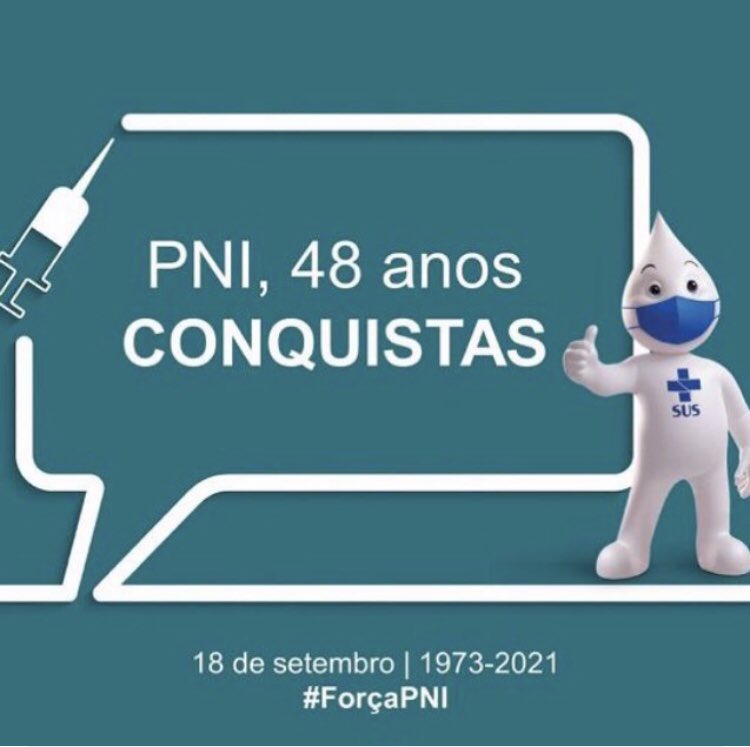 PNI, 48 anos
CONQUISTAS
SUS
18 de setembro | 1973-2021
#ForçaPNI